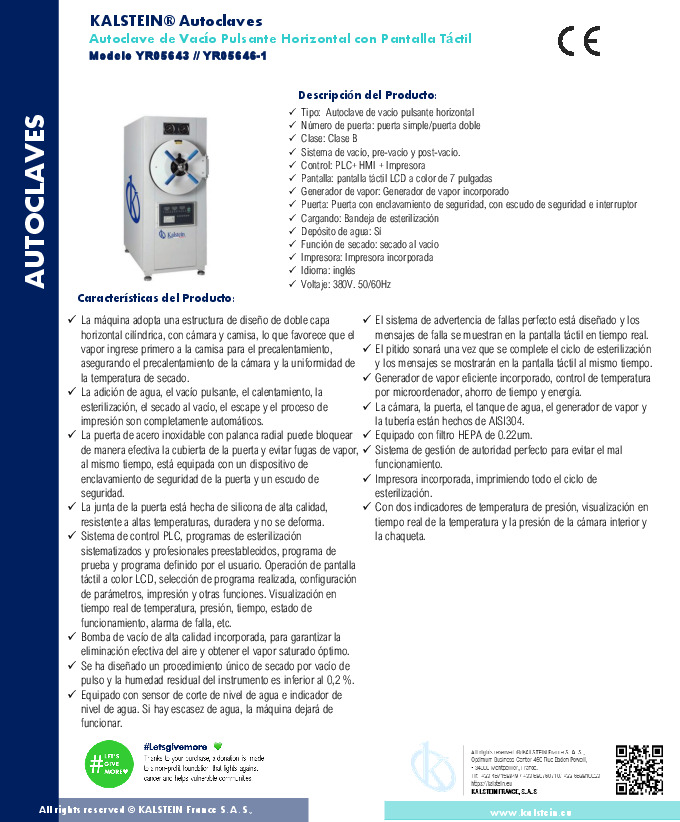 KALSTEIN® Autoclaves
Autoclave de Vacío Pulsante Horizontal con Pantalla Táctil
Modelo YR05643 // YR05646-1
CE
AUTOCLAVES
Descripción del Producto:
✓ Tipo: Autoclave de vacío pulsante horizontal
✓ Número de puerta: puerta simple/puerta doble
✓ Clase: Clase B
✓ Sistema de vacío, pre-vacío y post-vacío.
✓ Control: PLC+ HMI + Impresora
✓ Pantalla: pantalla táctil LCD a color de 7 pulgadas
✓ Generador de vapor: Generador de vapor incorporado
✓ Puerta: Puerta con enclavamiento de seguridad, con escudo de seguridad e interruptor
✓ Cargando: Bandeja de esterilización
✓ Depósito de agua: Si
✓ Función de secado: secado al vacio
✓ Impresora: Impresora incorporada
✓ Idioma: inglés
✓ Voltaje: 380V. 50/60Hz
Kalstein
Características del Producto:
✓ La máquina adopta una estructura de diseño de doble capa
horizontal cilíndrica, con cámara y camisa, lo que favorece que el
vapor ingrese primero a la camisa para el precalentamiento,
asegurando el precalentamiento de la cámara y la uniformidad de
la temperatura de secado.
✓ La adición de agua, el vacío pulsante, el calentamiento, la
esterilización, el secado al vacío, el escape y el proceso de
impresión son completamente automáticos.
✓ La puerta de acero inoxidable con palanca radial puede bloquear
de manera efectiva la cubierta de la puerta y evitar fugas de vapor,
al mismo tiempo, está equipada con un dispositivo de
enclavamiento de seguridad de la puerta y un escudo de
seguridad.
✓ La junta de la puerta está hecha de silicona de alta calidad,
resistente a altas temperaturas, duradera y no se deforma.
✓ Sistema de control PLC, programas de esterilización
sistematizados y profesionales preestablecidos, programa de
prueba y programa definido por el usuario. Operación de pantalla
táctil a color LCD, selección de programa realizada, configuración
de parámetros, impresión y otras funciones. Visualización en
tiempo real de temperatura, presión, tiempo, estado de
funcionamiento, alarma de falla, etc.
✓ Bomba de vacío de alta calidad incorporada, para garantizar la
eliminación efectiva del aire y obtener el vapor saturado óptimo.
✓ Se ha diseñado un procedimiento único de secado por vacío de
pulso y la humedad residual del instrumento es inferior al 0,2 %.
✓ Equipado con sensor de corte de nivel de agua e indicador de
nivel de agua. Si hay escasez de agua, la máquina dejará de
funcionar.
✓ El sistema de advertencia de fallas perfecto está diseñado y los
mensajes de falla se muestran en la pantalla táctil en tiempo real.
✓ El pitido sonará una vez que se complete el ciclo de esterilización
y los mensajes se mostrarán en la pantalla táctil al mismo tiempo.
✓ Generador de vapor eficiente incorporado, control de temperatura
por microordenador, ahorro de tiempo y energía.
✓ La cámara, la puerta, el tanque de agua, el generador de vapor y
la tubería están hechos de AISI304.
✓ Equipado con filtro HEPA de 0.22um.
✓ Sistema de gestión de autoridad perfecto para evitar el mal
funcionamiento.
✓ Impresora incorporada, imprimiendo todo el ciclo de
esterilización.
✓ Con dos indicadores de temperatura de presión, visualización en
tiempo real de la temperatura y la presión de la cámara interior y
la chaqueta.
# LET'S
GIVE
MORE
#Letsgivemore
Thanks to your purchase, a donation is made
to a non-profit foundation that fights against
cancer and helps vulnerable communities
All rights reserved © KALSTEIN France S. A. S.,
Optimum Business Center 450 Rue Baden Powell,
• 34000 Montpellier, France.
https://kalstein.eu
KALSTEIN FRANCE, S.A.S
All rights reserved © KALSTEIN France S.A.S.,
www.kalstein.eu